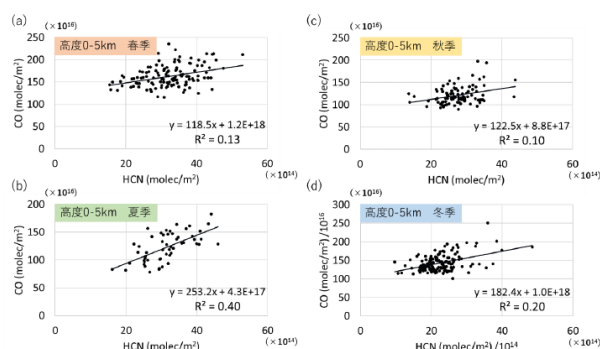 (a)
(×10¹⁶)
高度0-5km 春季
250
200
150
100
50
0
CO (molec/m²)
y = 118.5x + 1.2E+18
R² = 0.13
0 20 40 60
HCN (molec/m²)
(×10¹⁴)
(b)
(×10¹⁶)
高度0-5km 夏季
200
150
100
50
0
CO (molec/m²)
y = 253.2x + 4.3E+17
R² = 0.40
0 20 40 60
HCN (molec/m²)
(×10¹⁴)
(c)
(×10¹⁶)
高度0-5km 秋季
250
200
150
100
50
0
CO (molec/m²)
y = 122.5x + 8.8E+17
R² = 0.10
0 20 40 60
HCN (molec/m²)
(×10¹⁴)
(d)
(×10¹⁶)
高度0-5km 冬季
300
250
200
150
100
50
0
CO (molec/m²)/10¹⁶
y = 182.4x + 1.0E+18
R² = 0.20
0 20 40 60
HCN (molec/m²)/10¹⁴
(×10¹⁴)